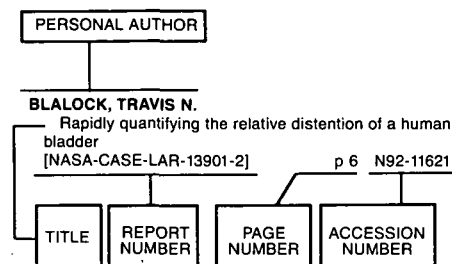 PERSONAL AUTHOR
BLALOCK, TRAVIS N.
Rapidly quantifying the relative distention of a human
bladder
[NASA-CASE-LAR-13901-2] p 6 N92-11621
TITLE REPORT NUMBER PAGE NUMBER ACCESSION NUMBER